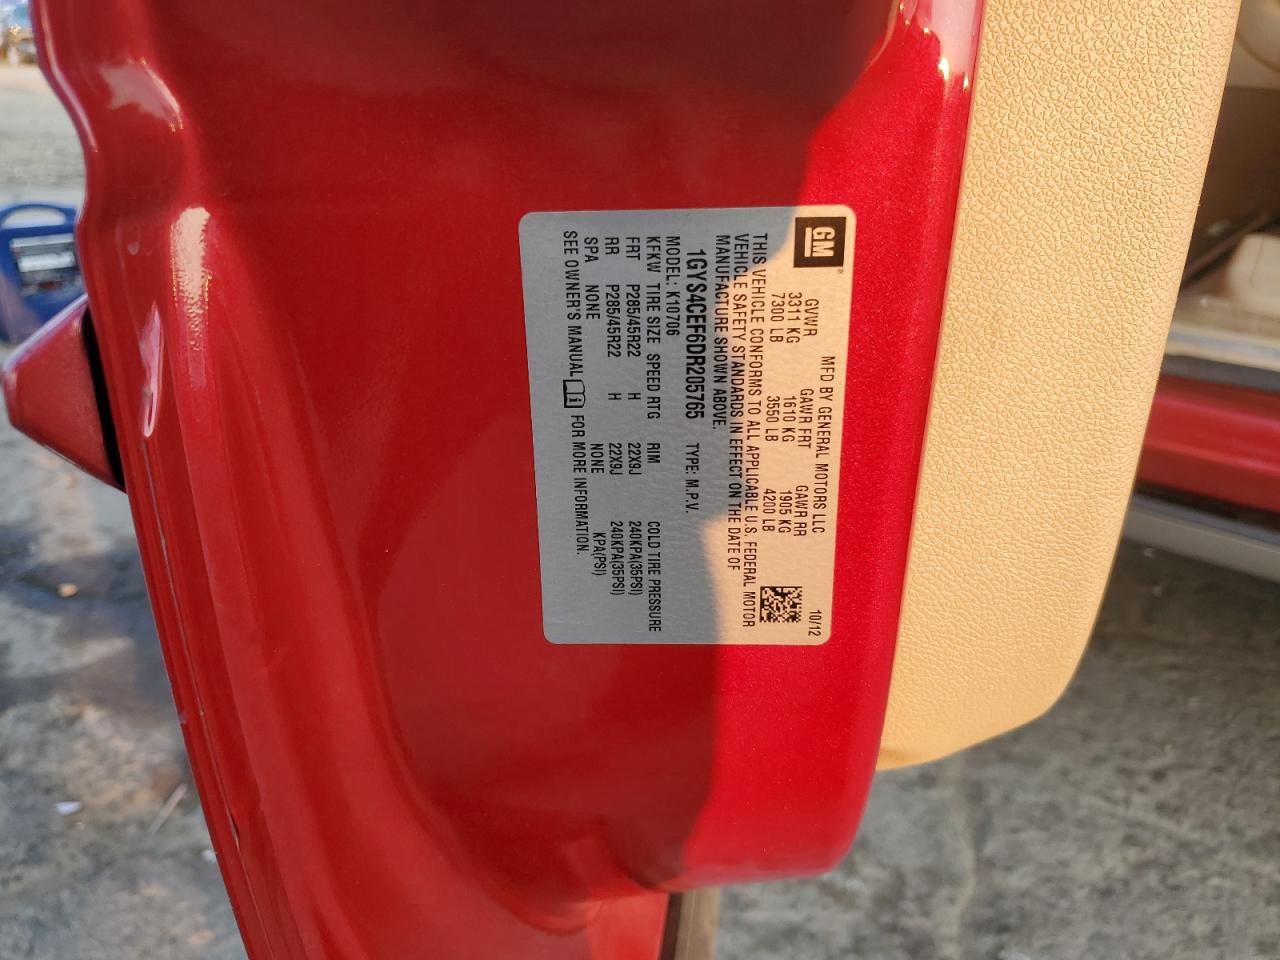 GM
MFD BY GENERAL MOTORS LLC 10/12
GVWR GAWR FRT GAWR RR
3311 KG 1610 KG 1905 KG
7300 LB 3550 LB 4200 LB
THIS VEHICLE CONFORMS TO ALL APPLICABLE U.S. FEDERAL MOTOR
VEHICLE SAFETY STANDARDS IN EFFECT ON THE DATE OF
MANUFACTURE SHOWN ABOVE.
1GYS4CEF6DR205765 TYPE: M.P.V.
MODEL: K10706
KFKW TIRE SIZE SPEED RTG RIM COLD TIRE PRESSURE
FRT P285/45R22 H 22X9J 240KPA(35PSI)
RR P285/45R22 H 22X9J 240KPA(35PSI)
SPA NONE NONE KPA(PSI)
SEE OWNER'S MANUAL i FOR MORE INFORMATION.